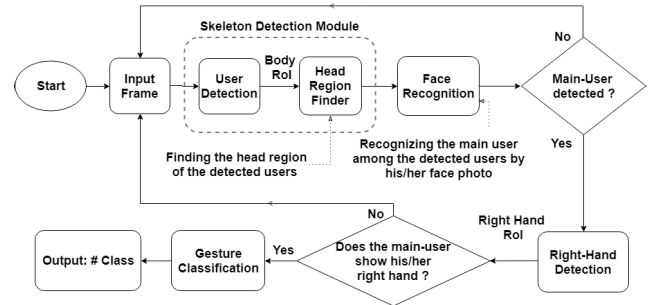 Skeleton Detection Module
No
Start
Input
Frame
User
Detection
Body
RoI
Head
Region
Finder
Face
Recognition
Main-User
detected ?
Finding the head region
of the detected users
Recognizing the main user
among the detected users by
his/her face photo
Yes
No
Right Hand
RoI
Output: # Class
Gesture
Classification
Yes
Does the main-user
show his/her
right hand ?
Right-Hand
Detection